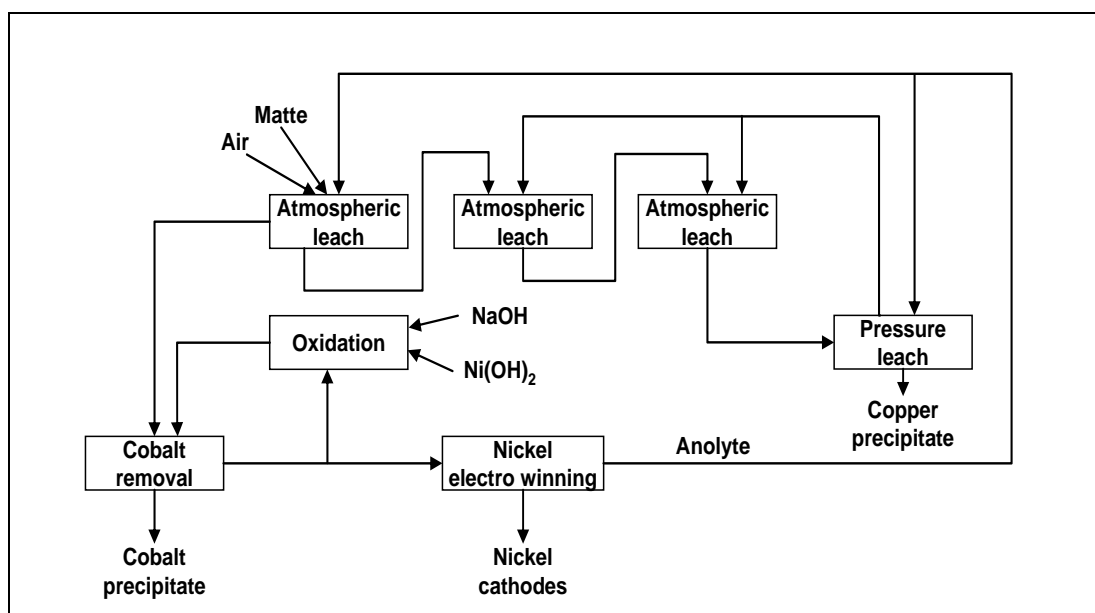 Matte
Air
Atmospheric
leach
Atmospheric
leach
Atmospheric
leach
Oxidation
NaOH
Ni(OH)₂
Pressure
leach
Copper
precipitate
Cobalt
removal
Nickel
electro winning
Anolyte
Cobalt
precipitate
Nickel
cathodes